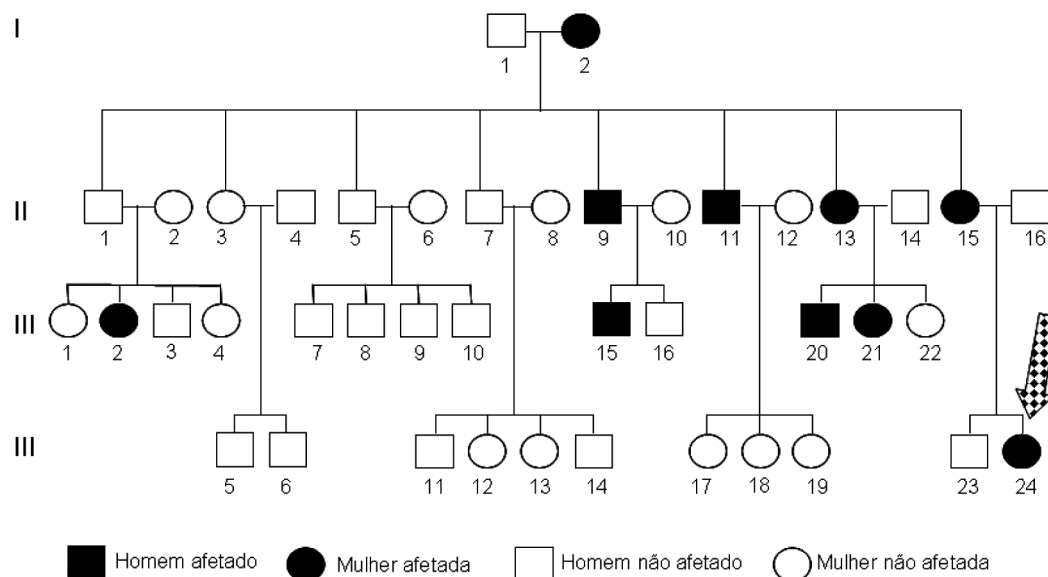 I
1 2
II
1 2 3 4 5 6 7 8 9 10 11 12 13 14 15 16
III
1 2 3 4 7 8 9 10 15 16 20 21 22
III
5 6 11 12 13 14 17 18 19 23 24
Homem afetado Mulher afetada Homem não afetado Mulher não afetada